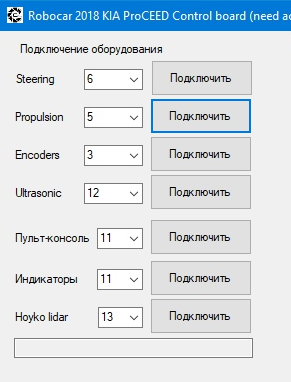 Robocar 2018 KIA ProCEED Control board (need ad
Подключение оборудования
Steering 6 Подключить
Propulsion 5 Подключить
Encoders 3 Подключить
Ultrasonic 12 Подключить
Пульт-консоль 11 Подключить
Индикаторы 11 Подключить
Hoyko lidar 13 Подключить